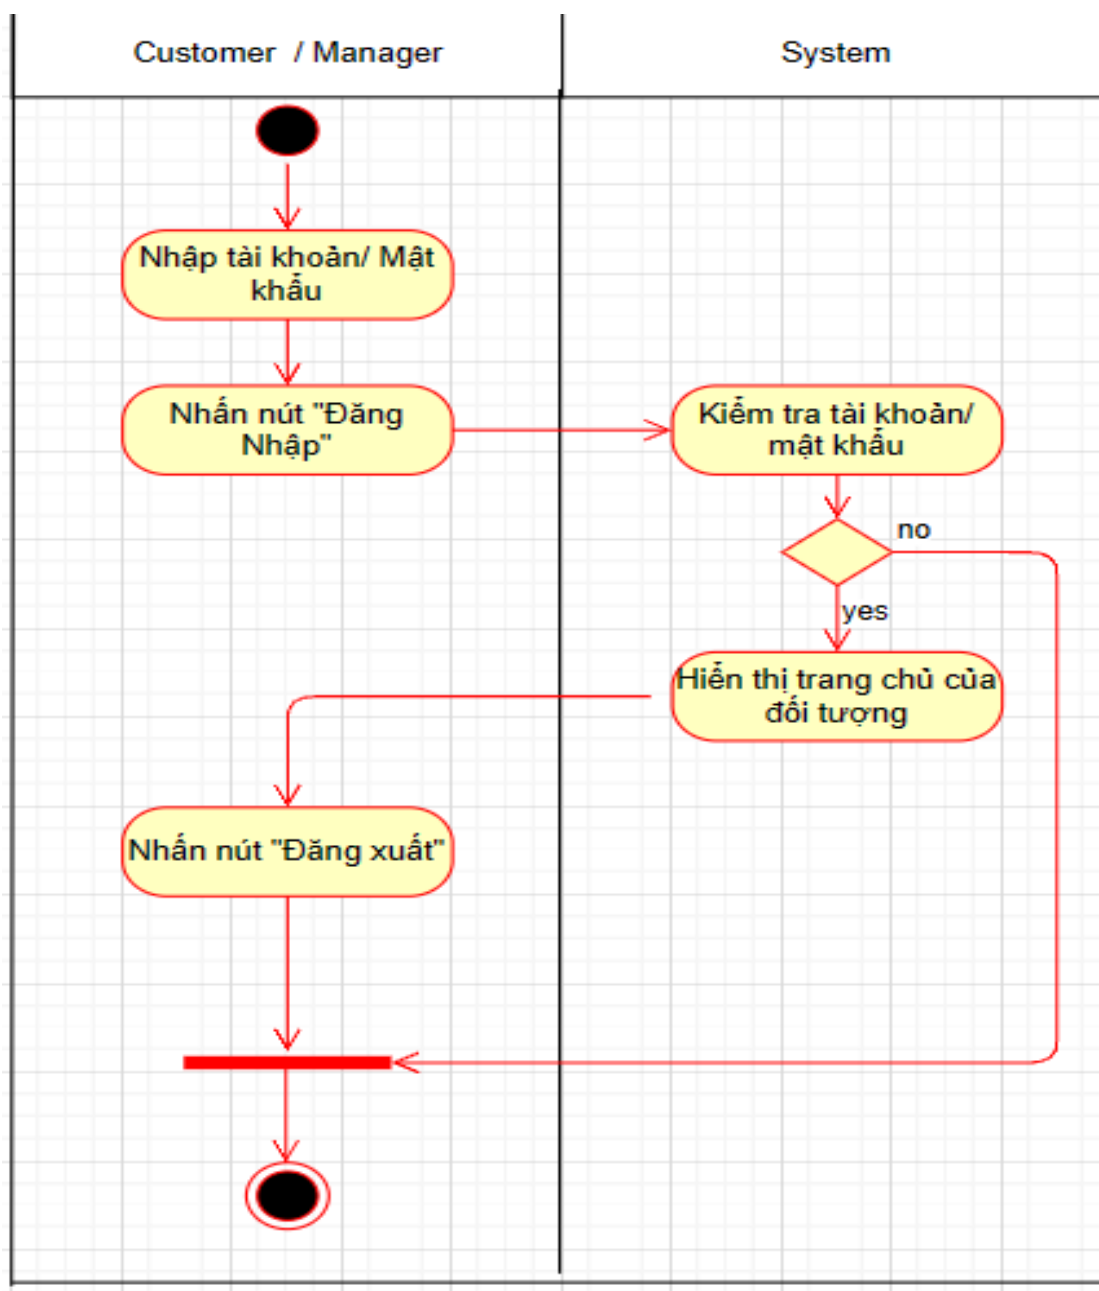 Customer / Manager
System
Nhập tài khoản/ Mật
khẩu
Nhấn nút "Đăng
Nhập"
Kiểm tra tài khoản/
mật khẩu
no
yes
Hiển thị trang chủ của
đối tượng
Nhấn nút "Đăng xuất"